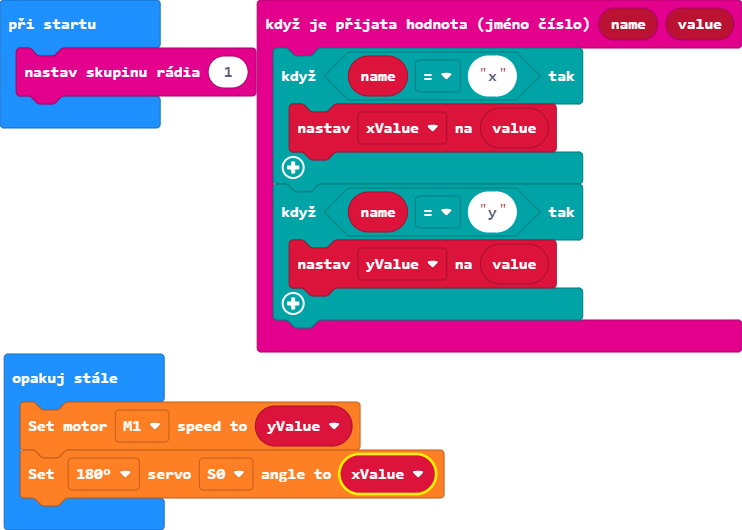 při startu
nastav skupinu rádia 1
když je přijata hodnota (jméno číslo) name value
když name = "x" tak
nastav xValue na value
když name = "y" tak
nastav yValue na value
opakuj stále
Set motor M1 speed to yValue
Set 180º servo S0 angle to xValue